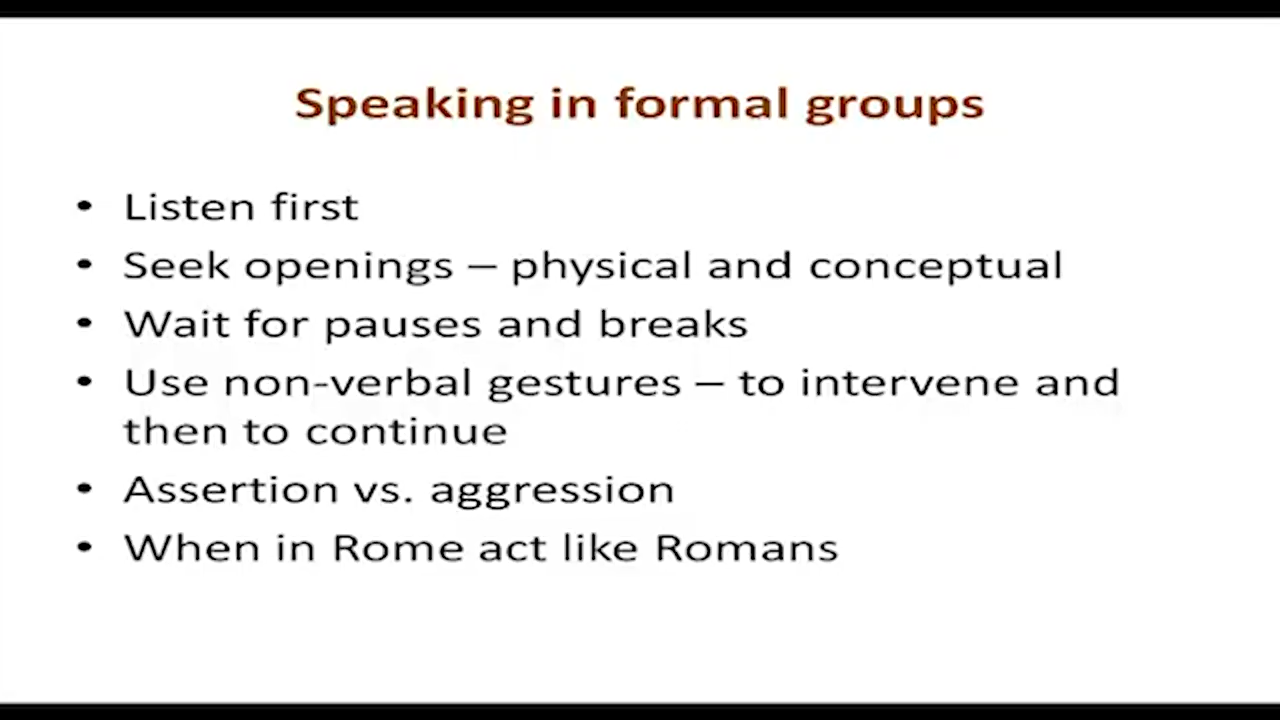 Speaking in formal groups
• Listen first
• Seek openings – physical and conceptual
• Wait for pauses and breaks
• Use non-verbal gestures – to intervene and
then to continue
• Assertion vs. aggression
• When in Rome act like Romans